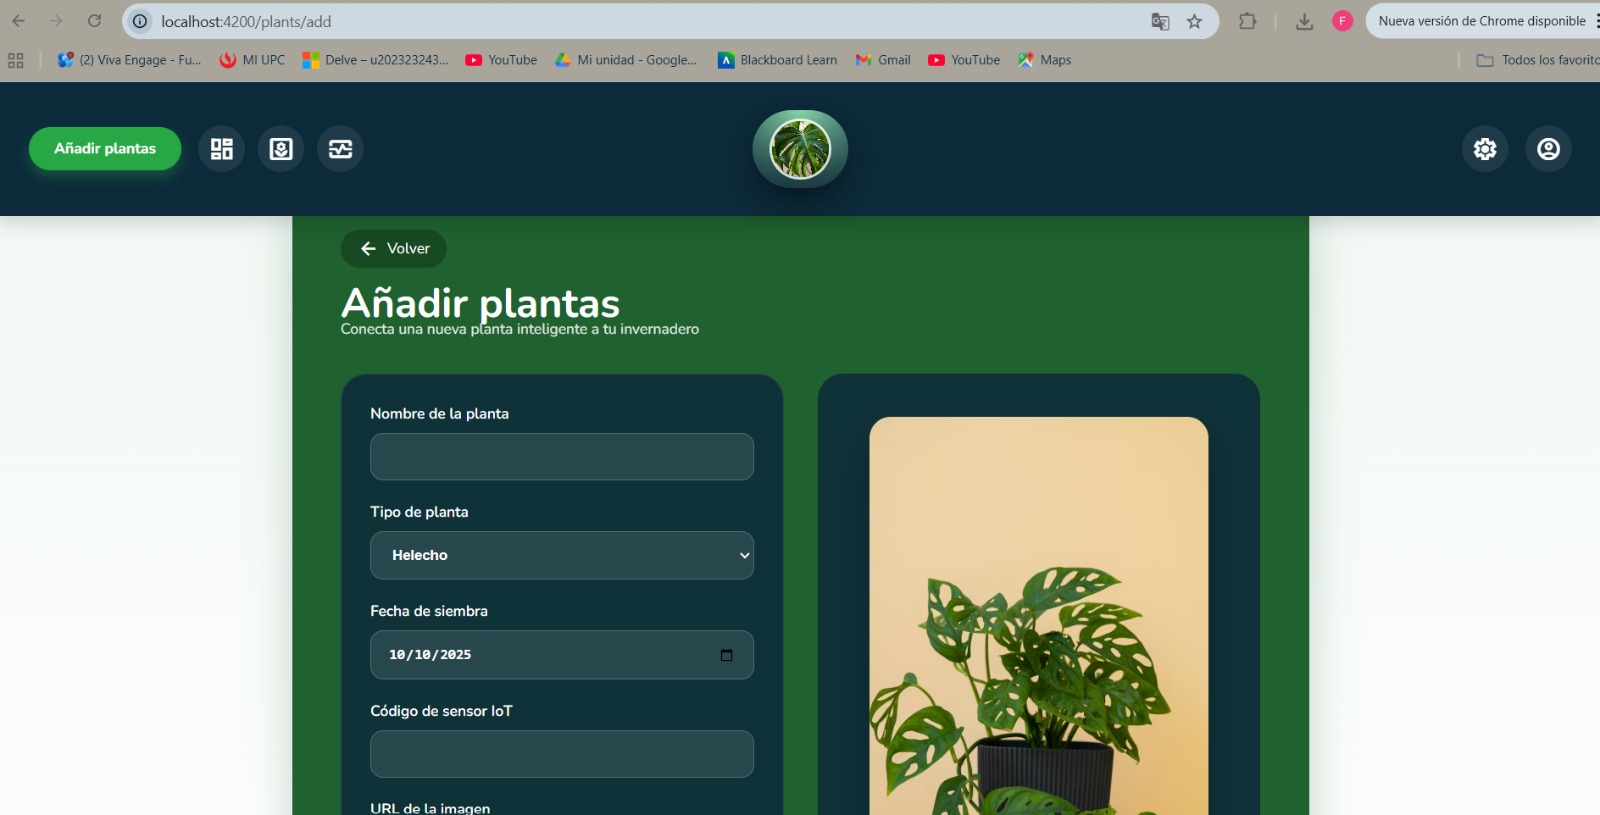 localhost:4200/plants/add
F
Nueva versión de Chrome disponible
(2) Viva Engage - Fu...
MI UPC
Delve – u202323243...
YouTube
Mi unidad - Google...
Blackboard Learn
Gmail
YouTube
Maps
Todos los favorito
Añadir plantas
Volver
Añadir plantas
Conecta una nueva planta inteligente a tu invernadero
Nombre de la planta
Tipo de planta
Helecho
Fecha de siembra
10/10/2025
Código de sensor IoT
URL de la imagen